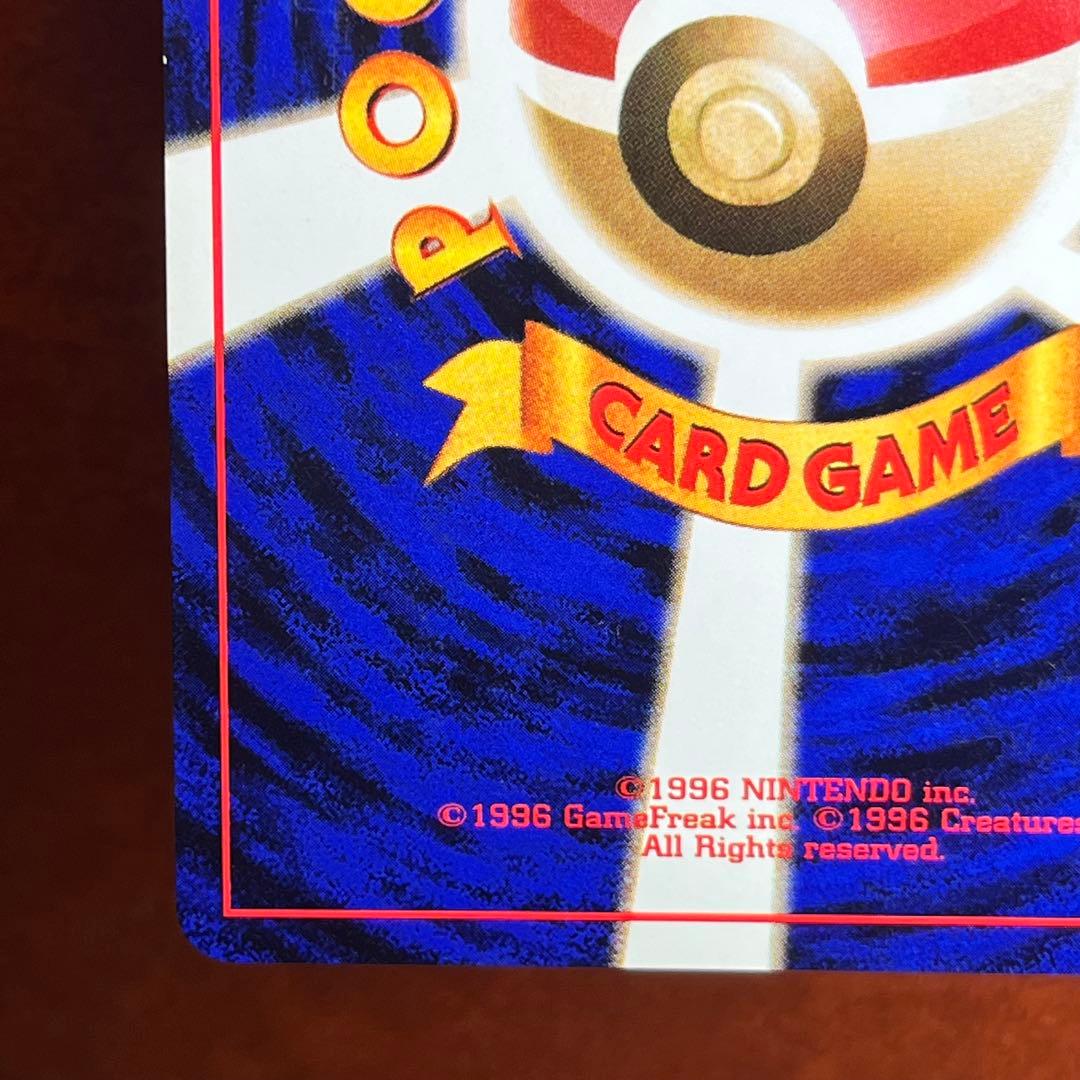 PO
CARD GAME
©1996 NINTENDO inc.
©1996 GameFreak inc. ©1996 Creatures
All Rights reserved.